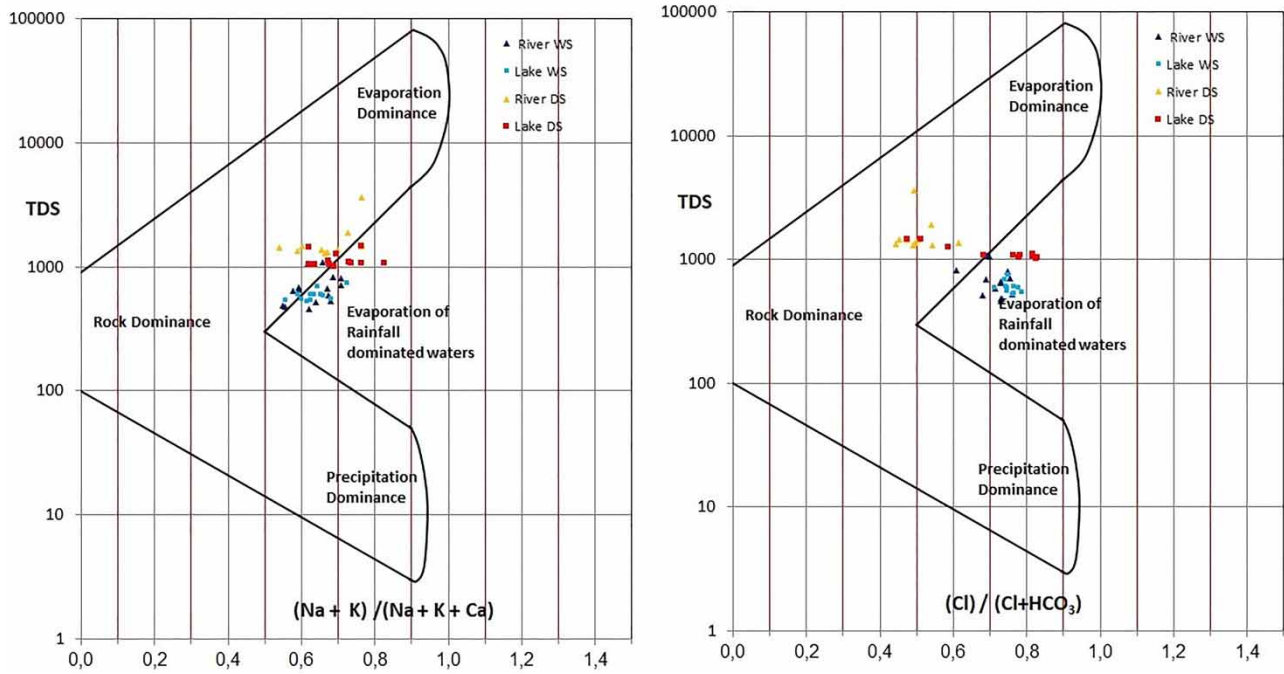 100000
10000
TDS
1000
100
10
1
River WS
Lake WS
River DS
Lake DS
Evaporation
Dominance
Rock Dominance
Evaporation of
Rainfall
dominated waters
Precipitation
Dominance
(Na + K) /(Na + K + Ca)
0,0 0,2 0,4 0,6 0,8 1,0 1,2 1,4
100000
10000
TDS
1000
100
10
1
River WS
Lake WS
River DS
Lake DS
Evaporation
Dominance
Rock Dominance
Evaporation of
Rainfall
dominated waters
Precipitation
Dominance
(Cl) / (Cl+HCO₃)
0,0 0,2 0,4 0,6 0,8 1,0 1,2 1,4